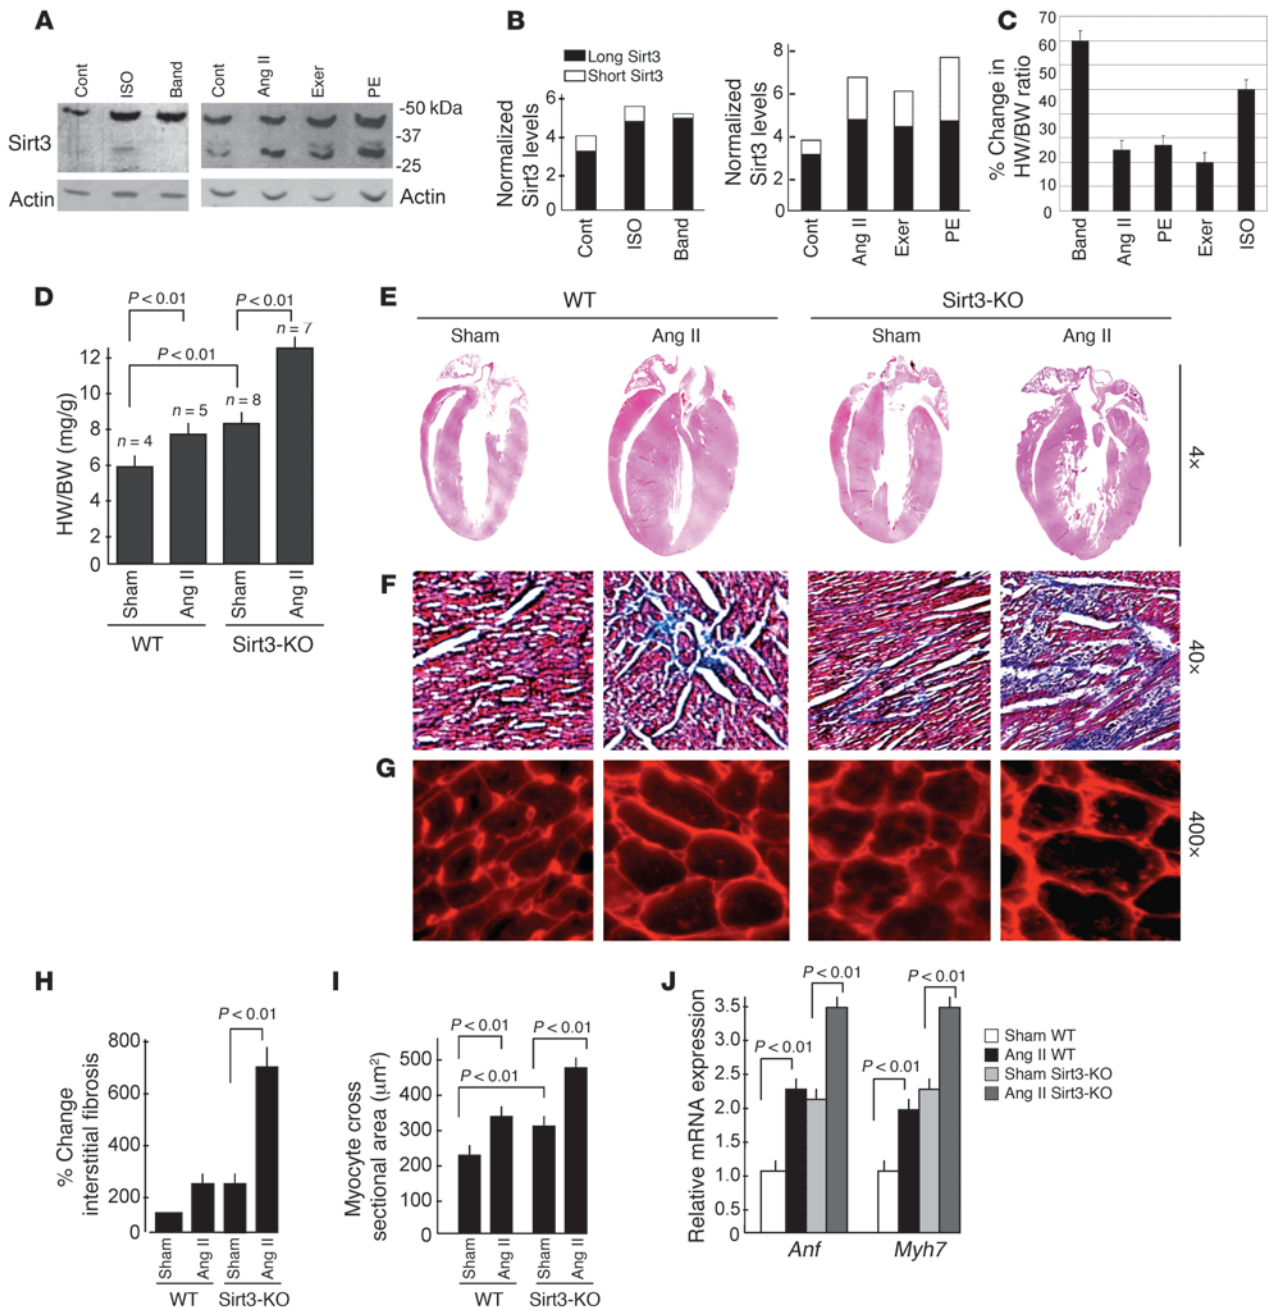 A
Cont
ISO
Band
Cont
Ang II
Exer
PE
Sirt3
-50 kDa
-37
-25
Actin
Actin
B
Long Sirt3
Short Sirt3
Normalized
Sirt3 levels
6
4
2
0
Cont
ISO
Band
Normalized
Sirt3 levels
8
6
4
2
0
Cont
Ang II
Exer
PE
C
% Change in
HW/BW ratio
70
60
50
40
30
20
10
0
Band
Ang II
PE
Exer
ISO
D
P < 0.01
P < 0.01
P < 0.01
n = 7
n = 8
n = 5
n = 4
HW/BW (mg/g)
12
10
8
6
4
2
0
Sham
Ang II
Sham
Ang II
WT
Sirt3-KO
E
WT
Sirt3-KO
Sham
Ang II
Sham
Ang II
4×
F
40×
G
400×
H
P < 0.01
% Change
interstitial fibrosis
800
600
400
200
0
Sham
Ang II
Sham
Ang II
WT
Sirt3-KO
I
P < 0.01
P < 0.01
P < 0.01
Myocyte cross
sectional area (μm²)
500
400
300
200
100
0
Sham
Ang II
Sham
Ang II
WT
Sirt3-KO
J
P < 0.01
P < 0.01
P < 0.01
P < 0.01
Relative mRNA expression
3.5
3.0
2.5
2.0
1.5
1.0
0.5
0
Anf
Myh7
Sham WT
Ang II WT
Sham Sirt3-KO
Ang II Sirt3-KO